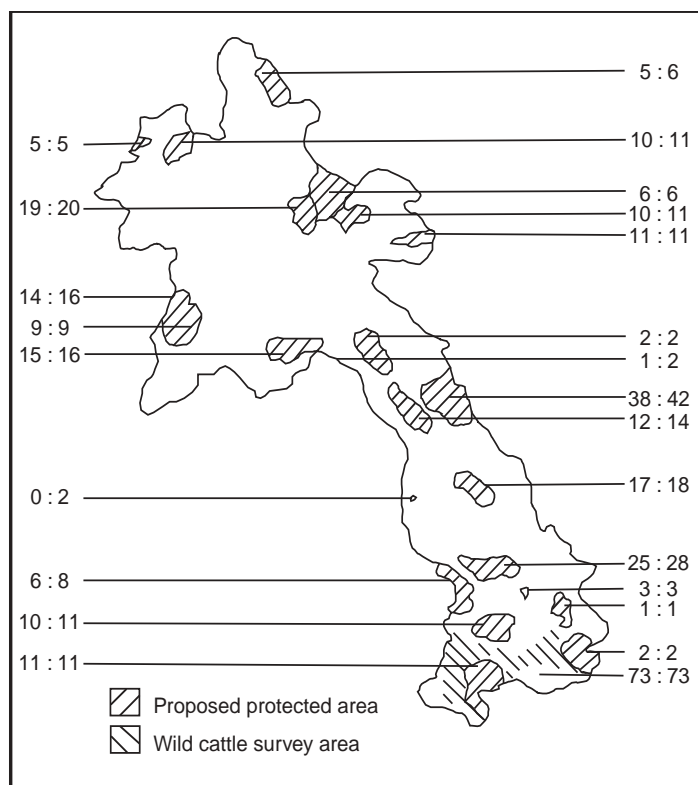 5 : 6
5 : 5
10 : 11
6 : 6
19 : 20
10 : 11
11 : 11
14 : 16
9 : 9
2 : 2
15 : 16
1 : 2
38 : 42
12 : 14
17 : 18
0 : 2
25 : 28
6 : 8
3 : 3
1 : 1
10 : 11
2 : 2
11 : 11
73 : 73
Proposed protected area
Wild cattle survey area